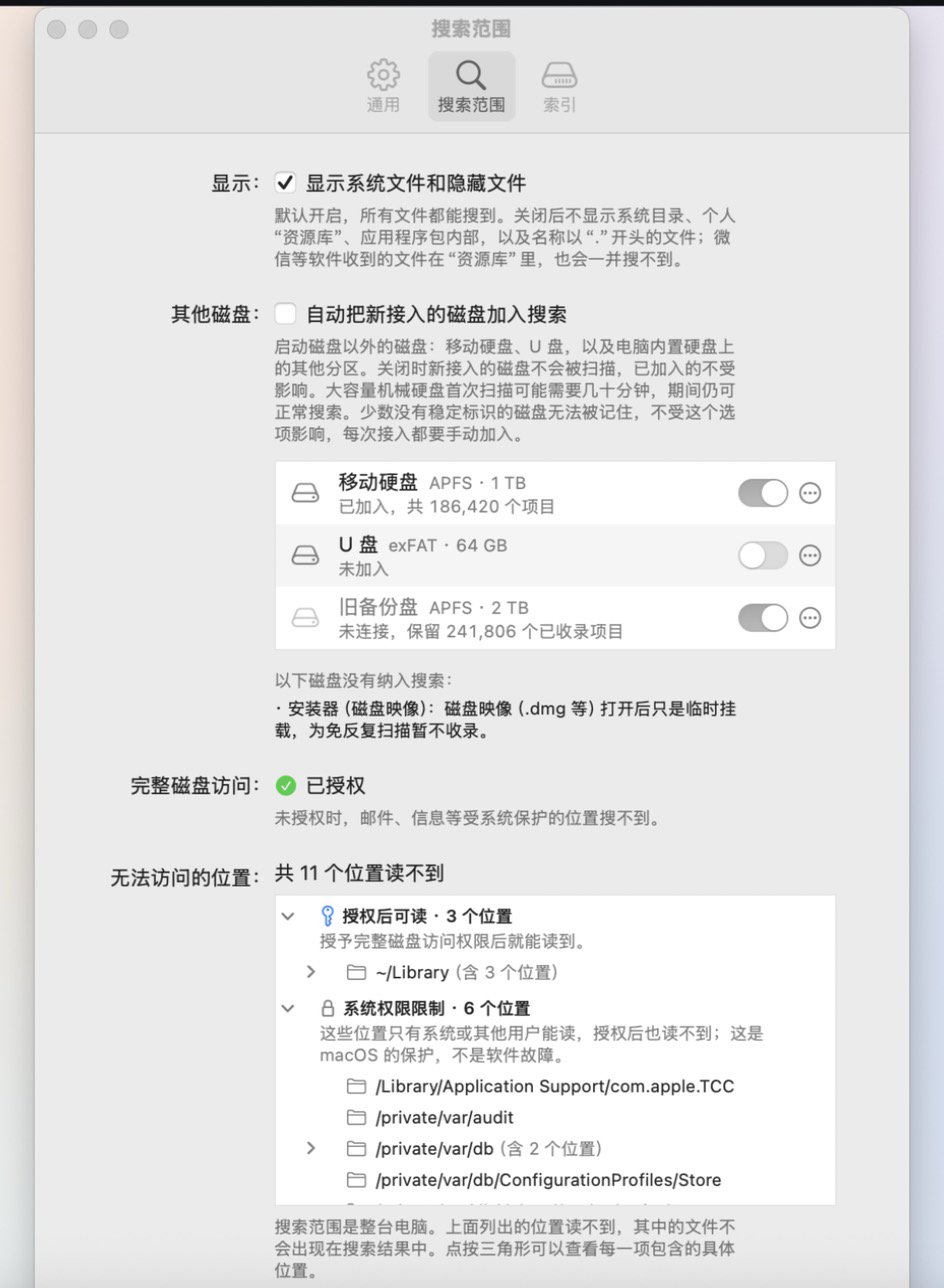 搜索范围
通用
搜索范围
索引
显示：
显示系统文件和隐藏文件
默认开启，所有文件都能搜到。关闭后不显示系统目录、个人
“资源库”、应用程序包内部，以及名称以“.”开头的文件；微
信等软件收到的文件在“资源库”里，也会一并搜不到。
其他磁盘：
自动把新接入的磁盘加入搜索
启动磁盘以外的磁盘：移动硬盘、U 盘，以及电脑内置硬盘上
的其他分区。关闭时新接入的磁盘不会被扫描，已加入的不受
影响。大容量机械硬盘首次扫描可能需要几十分钟，期间仍可
正常搜索。少数没有稳定标识的磁盘无法被记住，不受这个选
项影响，每次接入都要手动加入。
移动硬盘 APFS · 1 TB
已加入，共 186,420 个项目
U 盘 exFAT · 64 GB
未加入
旧备份盘 APFS · 2 TB
未连接，保留 241,806 个已收录项目
以下磁盘没有纳入搜索：
· 安装器（磁盘映像）：磁盘映像（.dmg 等）打开后只是临时挂
载，为免反复扫描暂不收录。
完整磁盘访问：
已授权
未授权时，邮件、信息等受系统保护的位置搜不到。
无法访问的位置：
共 11 个位置读不到
授权后可读 · 3 个位置
授予完整磁盘访问权限后就能读到。
~/Library（含 3 个位置）
系统权限限制 · 6 个位置
这些位置只有系统或其他用户能读，授权后也读不到；这是
macOS 的保护，不是软件故障。
/Library/Application Support/com.apple.TCC
/private/var/audit
/private/var/db（含 2 个位置）
/private/var/db/ConfigurationProfiles/Store
搜索范围是整台电脑。上面列出的位置读不到，其中的文件不
会出现在搜索结果中。点按三角形可以查看每一项包含的具体
位置。